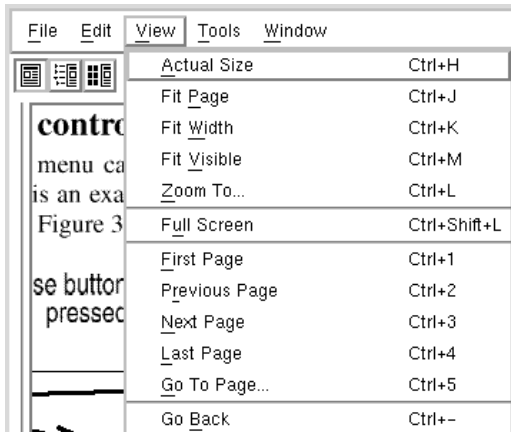 File Edit View Tools Window
Actual Size Ctrl+H
Fit Page Ctrl+J
Fit Width Ctrl+K
Fit Visible Ctrl+M
Zoom To... Ctrl+L
Full Screen Ctrl+Shift+L
First Page Ctrl+1
Previous Page Ctrl+2
Next Page Ctrl+3
Last Page Ctrl+4
Go To Page... Ctrl+5
Go Back Ctrl+-
contro
menu ca
is an exa
Figure 3
se button
pressed